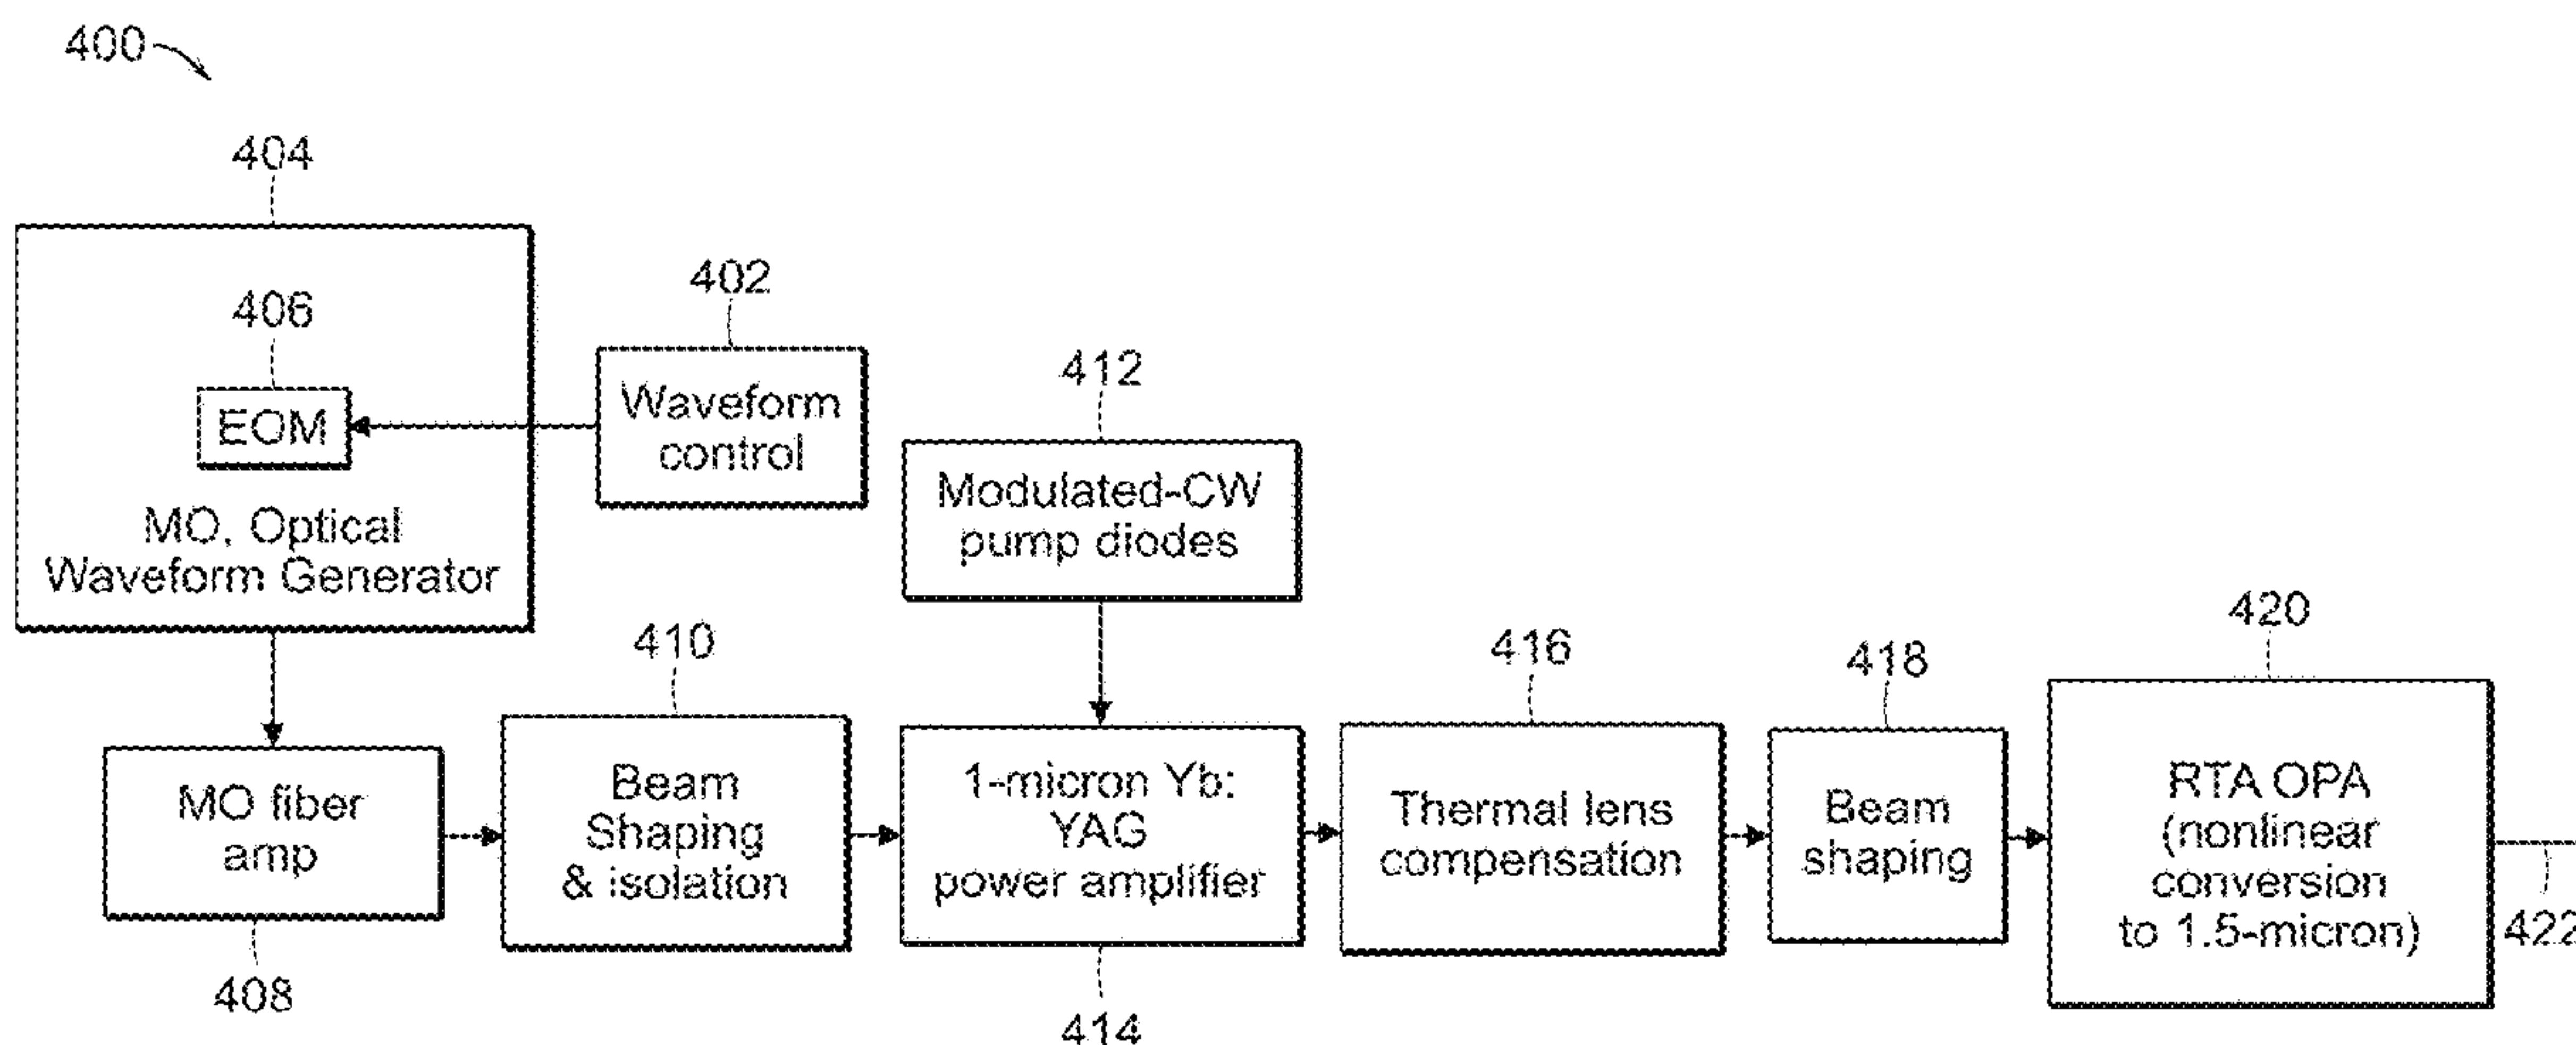 400
404
406
EOM
MO, Optical
Waveform Generator
402
Waveform
control
412
Modulated-CW
pump diodes
408
MO fiber
amp
410
Beam
Shaping
& isolation
414
1-micron Yb:
YAG
power amplifier
416
Thermal lens
compensation
418
Beam
shaping
420
RTA OPA
(nonlinear
conversion
to 1.5-micron)
422